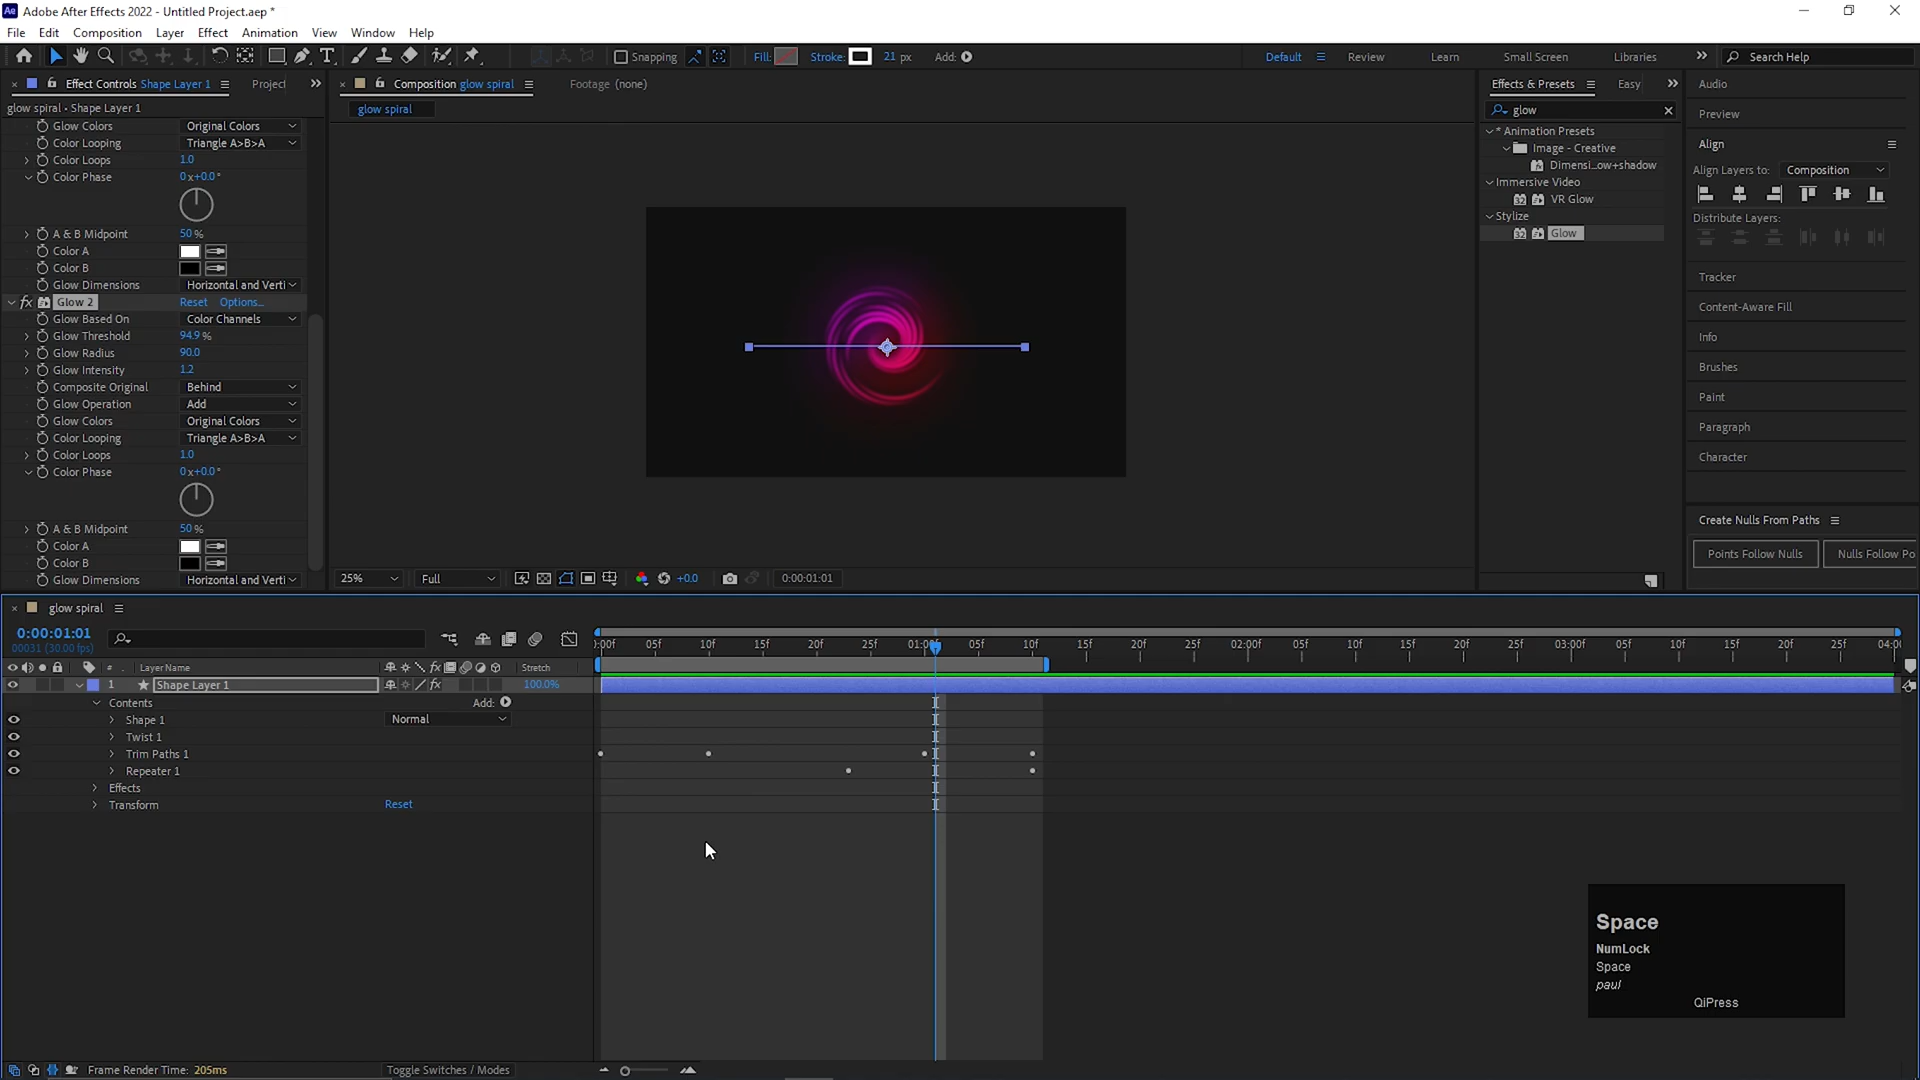 Adobe After Effects 2022 - Untitled Project.aep *
File Edit Composition Layer Effect Animation View Window Help
Snapping Fill: Stroke: 21 px Add: Default Review Learn Small Screen Libraries Search Help
Effect Controls Shape Layer 1 Project
glow spiral • Shape Layer 1
Glow Colors Original Colors
Color Looping Triangle A>B>A
Color Loops 1.0
Color Phase 0x+0.0°
A & B Midpoint 50%
Color A
Color B
Glow Dimensions Horizontal and Verti
fx Glow 2 Reset Options...
Glow Based On Color Channels
Glow Threshold 94.9%
Glow Radius 90.0
Glow Intensity 1.2
Composite Original Behind
Glow Operation Add
Glow Colors Original Colors
Color Looping Triangle A>B>A
Color Loops 1.0
Color Phase 0x+0.0°
A & B Midpoint 50%
Color A
Color B
Glow Dimensions Horizontal and Verti
Composition glow spiral Footage (none)
glow spiral
25% Full +0.0 0:00:01:01
Effects & Presets Easy
glow
* Animation Presets
Image - Creative
Dimensi...ow+shadow
Immersive Video
VR Glow
Stylize
Glow
Audio
Preview
Align
Align Layers to: Composition
Distribute Layers:
Tracker
Content-Aware Fill
Info
Brushes
Paint
Paragraph
Character
Create Nulls From Paths
Points Follow Nulls Nulls Follow Po
glow spiral
0:00:01:01
00031 (30.00 fps)
):00f 05f 10f 15f 20f 25f 01:00f 05f 10f 15f 20f 25f 02:00f 05f 10f 15f 20f 25f 03:00f 05f 10f 15f 20f 25f 04:0
# Layer Name fx Stretch
1 Shape Layer 1 fx 100.0%
Contents Add:
Shape 1 Normal
Twist 1
Trim Paths 1
Repeater 1
Effects
Transform Reset
Space
NumLock
Space
paul
QiPress
Frame Render Time: 205ms Toggle Switches / Modes